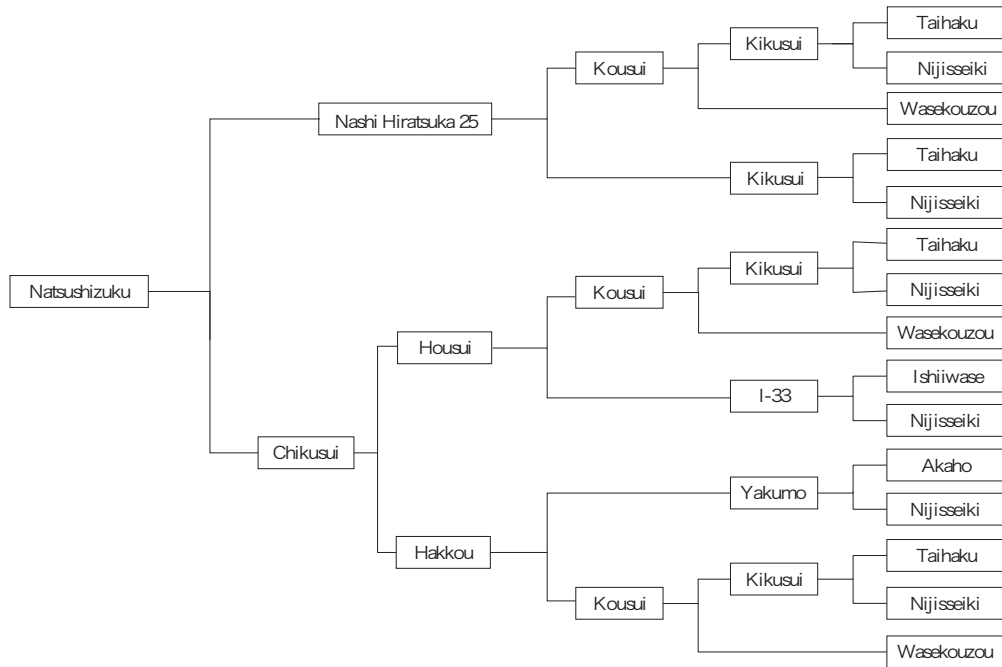 Taihaku
Kikusui
Nijisseiki
Kousui
Wasekouzou
Nashi Hiratsuka 25
Taihaku
Kikusui
Nijisseiki
Taihaku
Kikusui
Nijisseiki
Kousui
Natsushizuku
Wasekouzou
Housui
Ishiiwase
I-33
Nijisseiki
Chikusui
Akaho
Yakumo
Nijisseiki
Hakkou
Taihaku
Kikusui
Nijisseiki
Kousui
Wasekouzou